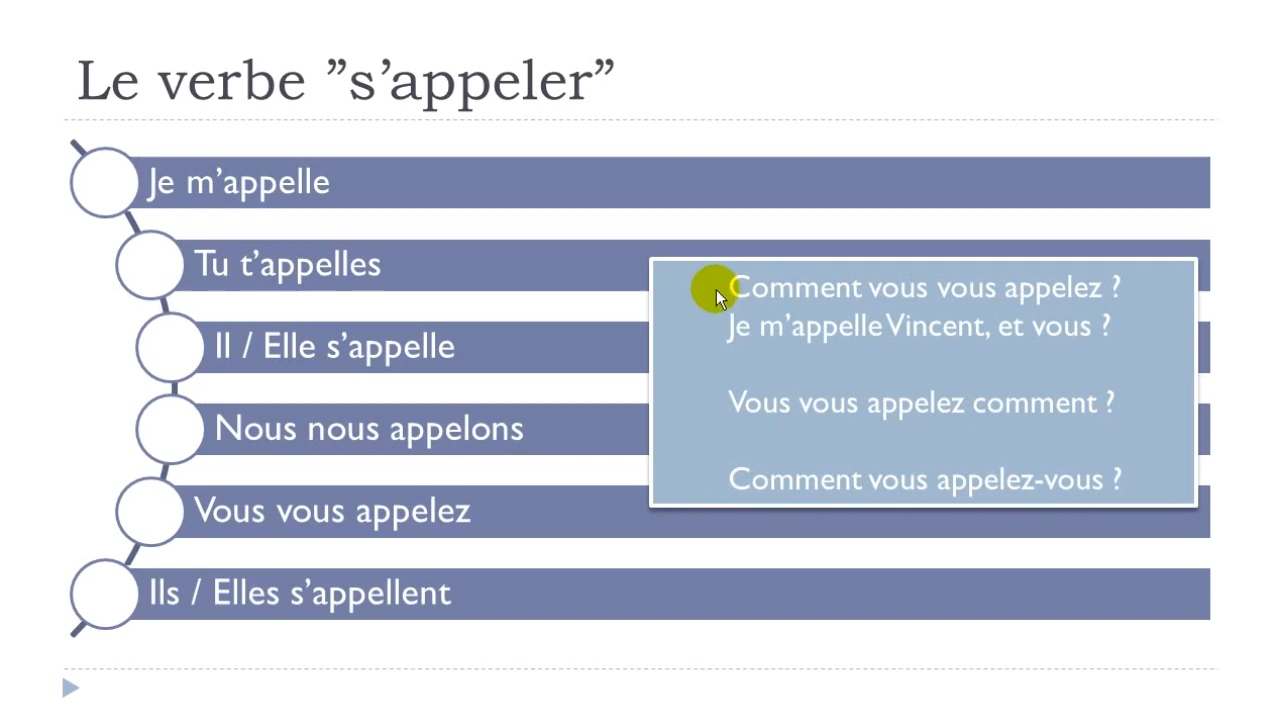 Le verbe ”s’appeler”
Je m’appelle
Tu t’appelles
Il / Elle s’appelle
Nous nous appelons
Vous vous appelez
Ils / Elles s’appellent
Comment vous vous appelez ?
Je m’appelle Vincent, et vous ?
Vous vous appelez comment ?
Comment vous appelez-vous ?